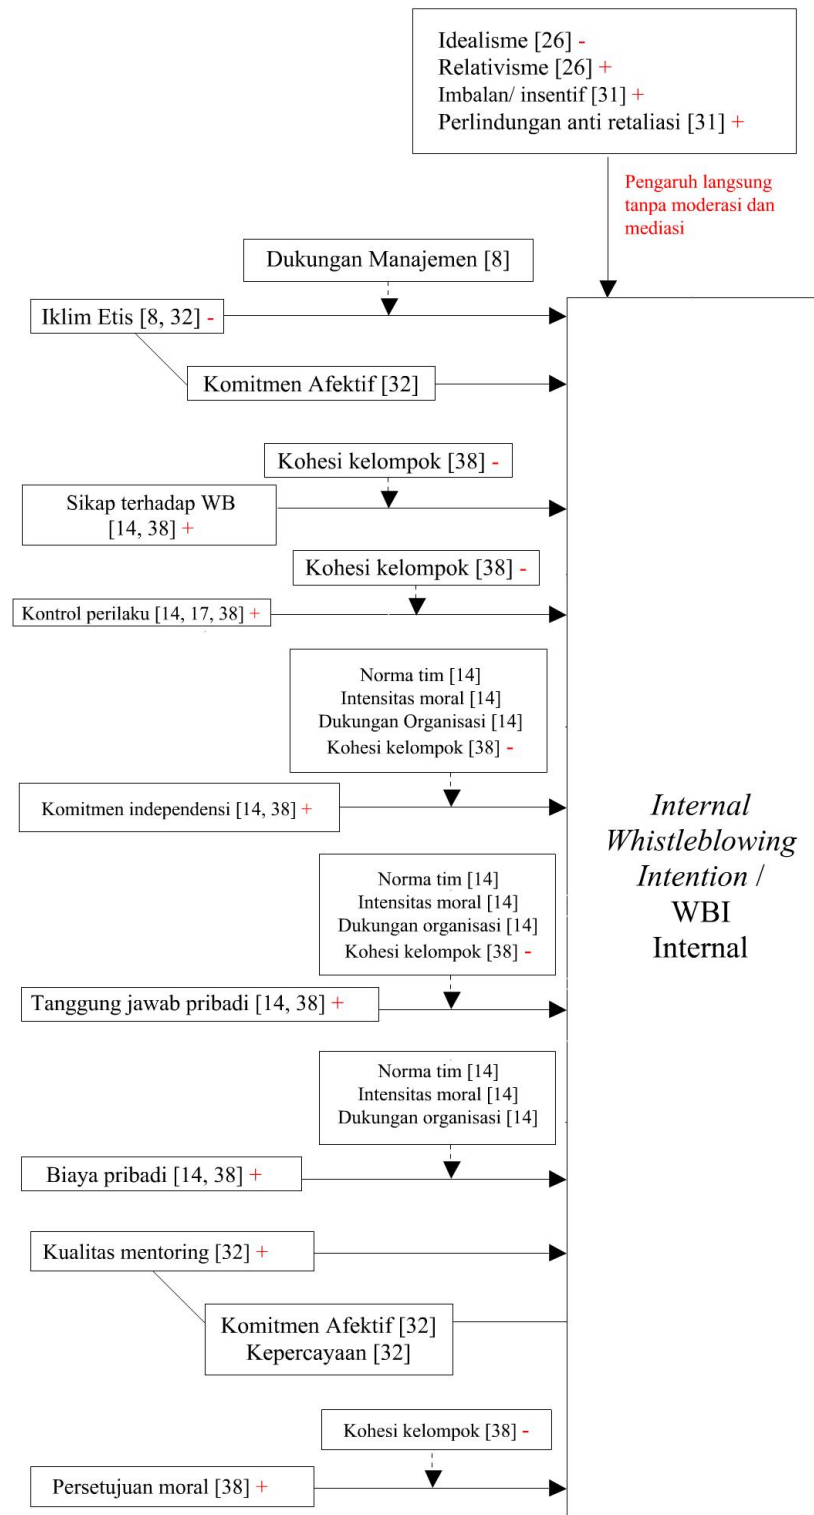 Idealisme [26] -
Relativisme [26] +
Imbalan/ insentif [31] +
Perlindungan anti retaliasi [31] +
Pengaruh langsung
tanpa moderasi dan
mediasi
Dukungan Manajemen [8]
Iklim Etis [8, 32] -
Komitmen Afektif [32]
Kohesi kelompok [38] -
Sikap terhadap WB
[14, 38] +
Kohesi kelompok [38] -
Kontrol perilaku [14, 17, 38] +
Norma tim [14]
Intensitas moral [14]
Dukungan Organisasi [14]
Kohesi kelompok [38] -
Komitmen independensi [14, 38] +
Internal
Whistleblowing
Intention /
WBI
Internal
Norma tim [14]
Intensitas moral [14]
Dukungan organisasi [14]
Kohesi kelompok [38] -
Tanggung jawab pribadi [14, 38] +
Norma tim [14]
Intensitas moral [14]
Dukungan organisasi [14]
Biaya pribadi [14, 38] +
Kualitas mentoring [32] +
Komitmen Afektif [32]
Kepercayaan [32]
Kohesi kelompok [38] -
Persetujuan moral [38] +